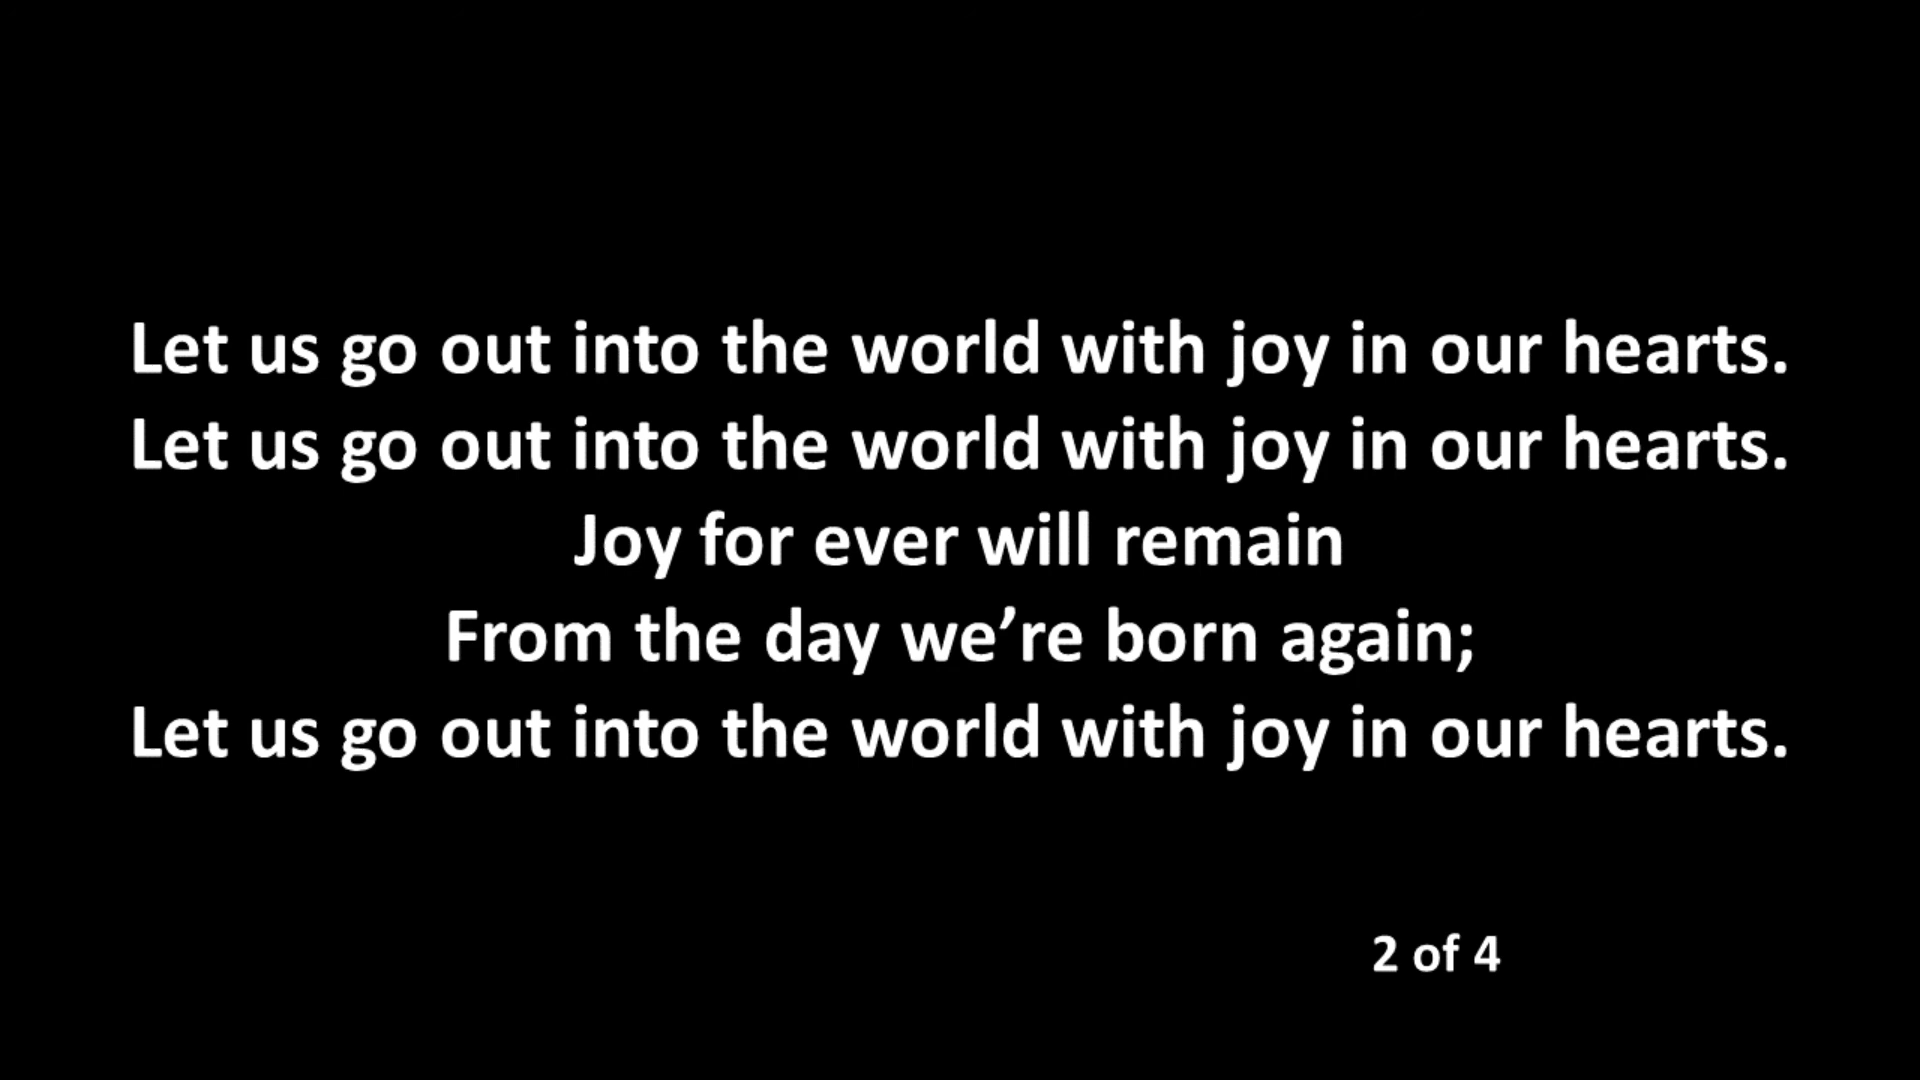 Let us go out into the world with joy in our hearts.
Let us go out into the world with joy in our hearts.
Joy for ever will remain
From the day we’re born again;
Let us go out into the world with joy in our hearts.
2 of 4